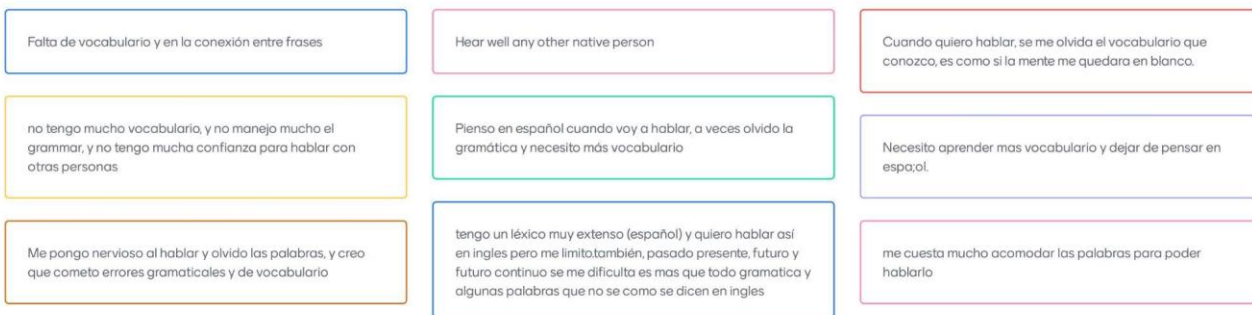 Falta de vocabulario y en la conexión entre frases
Hear well any other native person
Cuando quiero hablar, se me olvida el vocabulario que
conozco, es como si la mente me quedara en blanco.
no tengo mucho vocabulario, y no manejo mucho el
grammar, y no tengo mucha confianza para hablar con
otras personas
Pienso en español cuando voy a hablar, a veces olvido la
gramática y necesito más vocabulario
Necesito aprender mas vocabulario y dejar de pensar en
espa;ol.
Me pongo nervioso al hablar y olvido las palabras, y creo
que cometo errores gramaticales y de vocabulario
tengo un léxico muy extenso (español) y quiero hablar así
en ingles pero me limito.también, pasado presente, futuro y
futuro continuo se me dificulta es mas que todo gramatica y
algunas palabras que no se como se dicen en ingles
me cuesta mucho acomodar las palabras para poder
hablarlo